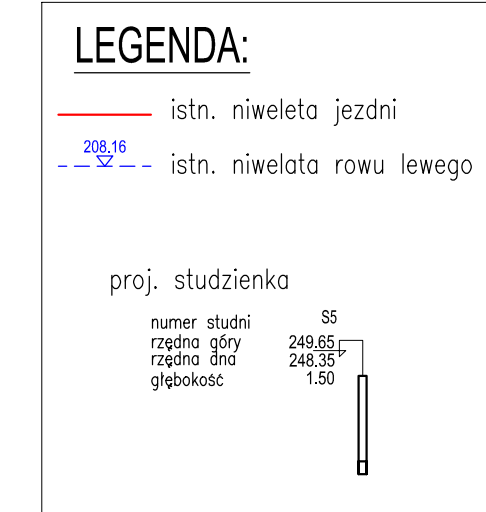 LEGENDA:
istn. niweleta jezdni
208.16
istn. niwelata rowu lewego
proj. studzienka
numer studni S5
rzędna góry 249.65
rzędna dna 248.35
głębokość 1.50